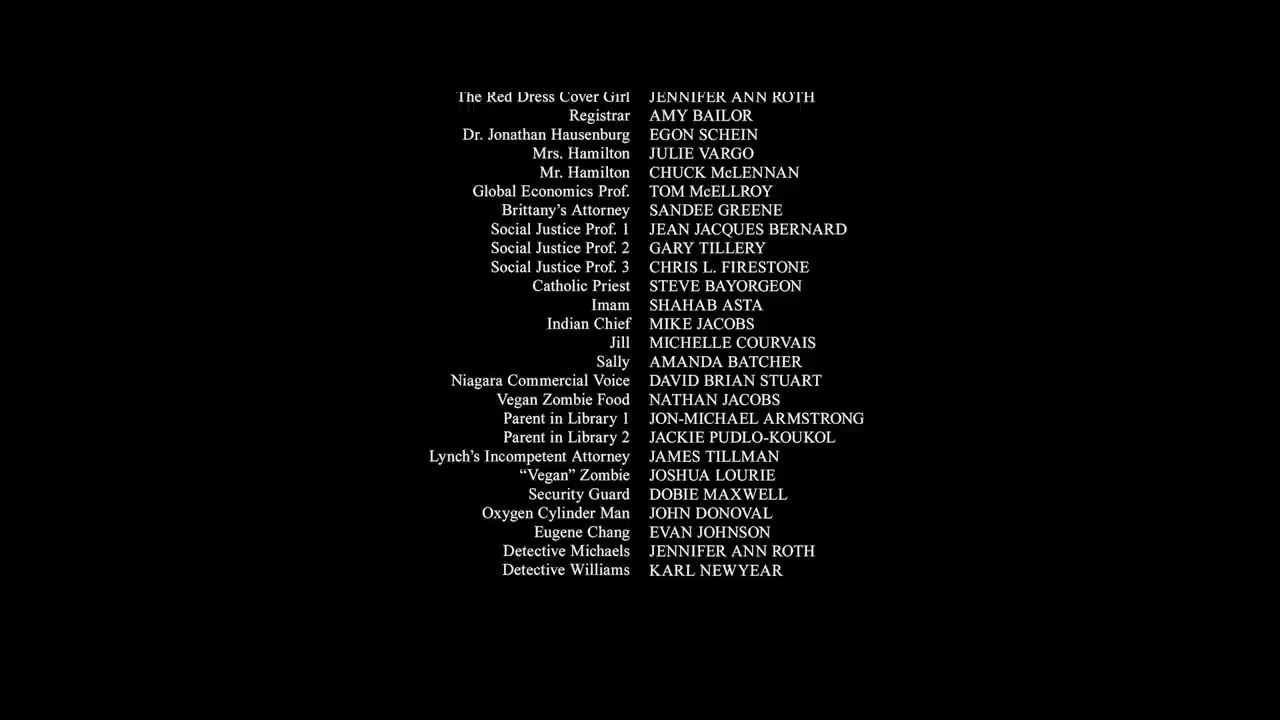 The Red Dress Cover Girl JENNIFER ANN ROTH
Registrar AMY BAILOR
Dr. Jonathan Hausenburg EGON SCHEIN
Mrs. Hamilton JULIE VARGO
Mr. Hamilton CHUCK McLENNAN
Global Economics Prof. TOM McELLROY
Brittany’s Attorney SANDEE GREENE
Social Justice Prof. 1 JEAN JACQUES BERNARD
Social Justice Prof. 2 GARY TILLERY
Social Justice Prof. 3 CHRIS L. FIRESTONE
Catholic Priest STEVE BAYORGEON
Imam SHAHAB ASTA
Indian Chief MIKE JACOBS
Jill MICHELLE COURVAIS
Sally AMANDA BATCHER
Niagara Commercial Voice DAVID BRIAN STUART
Vegan Zombie Food NATHAN JACOBS
Parent in Library 1 JON-MICHAEL ARMSTRONG
Parent in Library 2 JACKIE PUDLO-KOUKOL
Lynch’s Incompetent Attorney JAMES TILLMAN
“Vegan” Zombie JOSHUA LOURIE
Security Guard DOBIE MAXWELL
Oxygen Cylinder Man JOHN DONOVAL
Eugene Chang EVAN JOHNSON
Detective Michaels JENNIFER ANN ROTH
Detective Williams KARL NEWYEAR